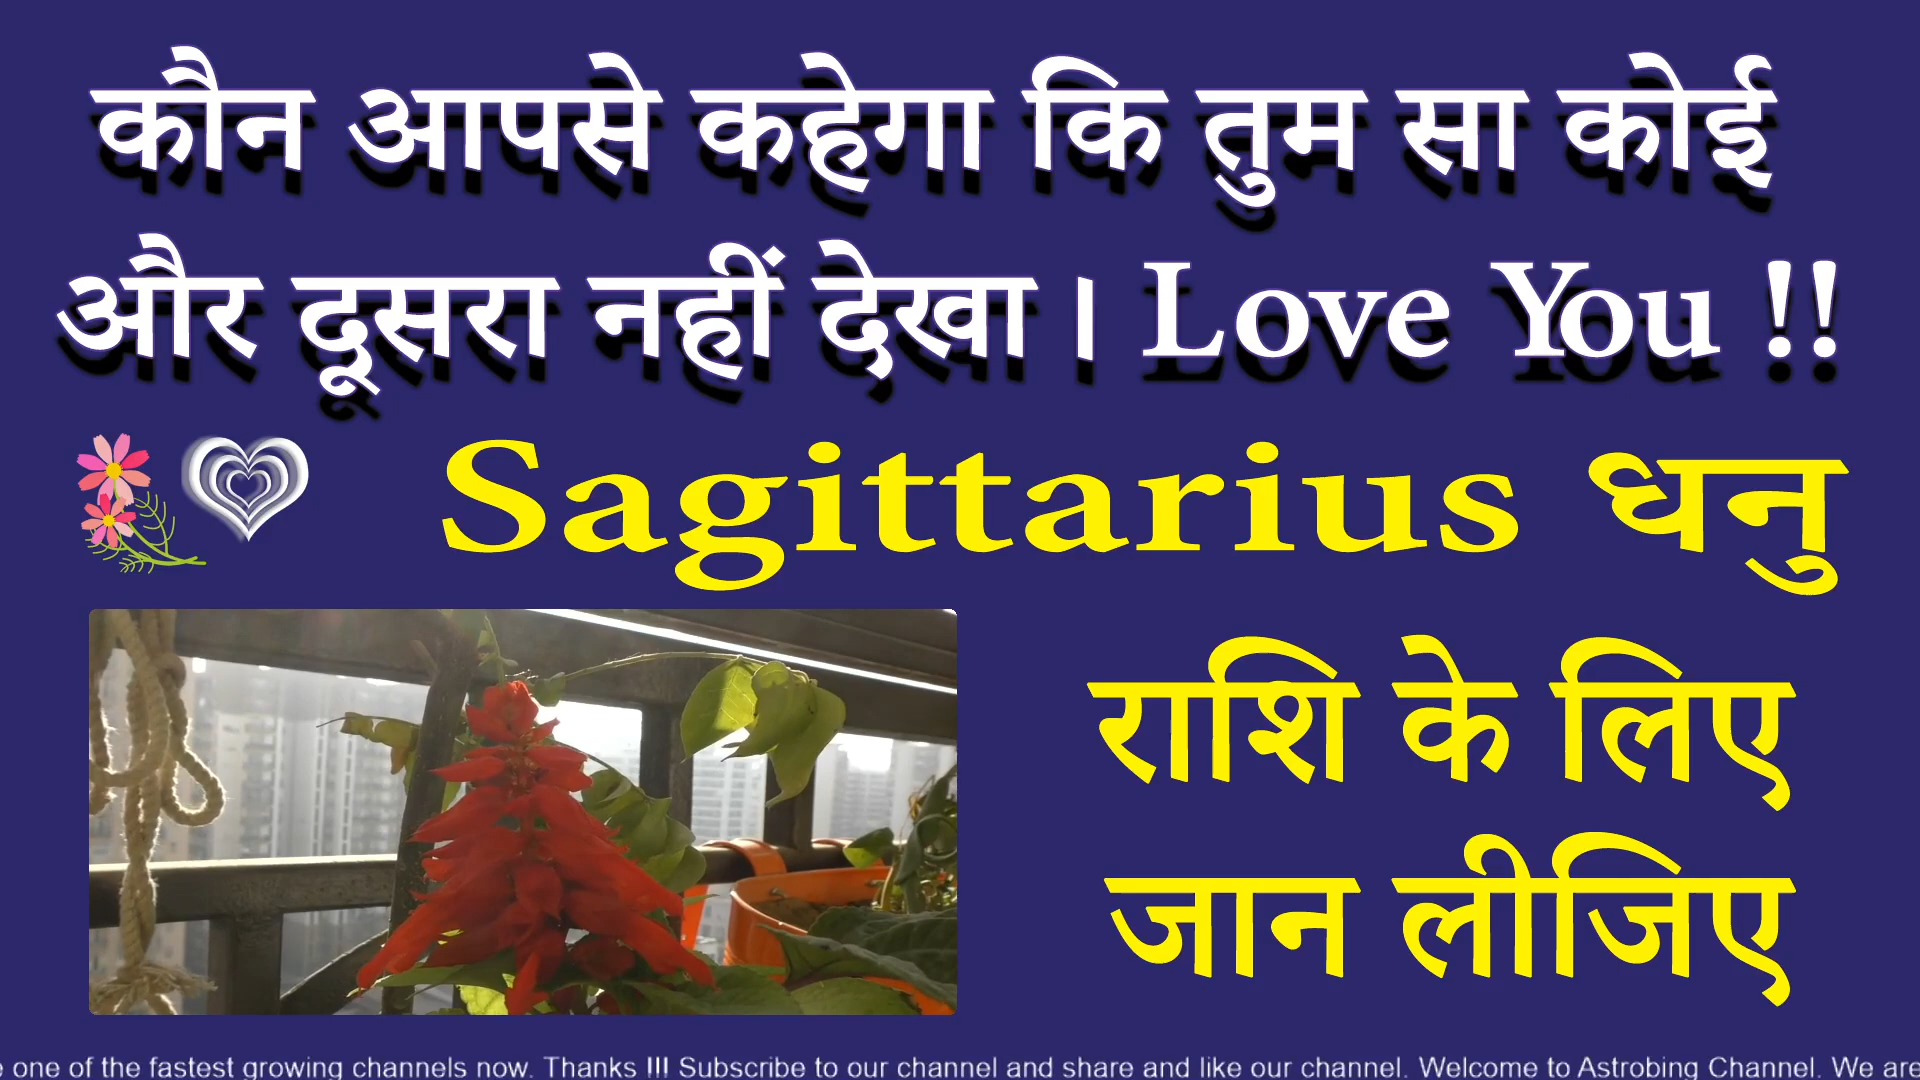 कौन आपसे कहेगा कि तुम सा कोई
और दूसरा नहीं देखा । Love You !!
Sagittarius धनु
राशि के लिए
जान लीजिए
one of the fastest growing channels now. Thanks !!! Subscribe to our channel and share and like our channel. Welcome to Astrobing Channel. We are